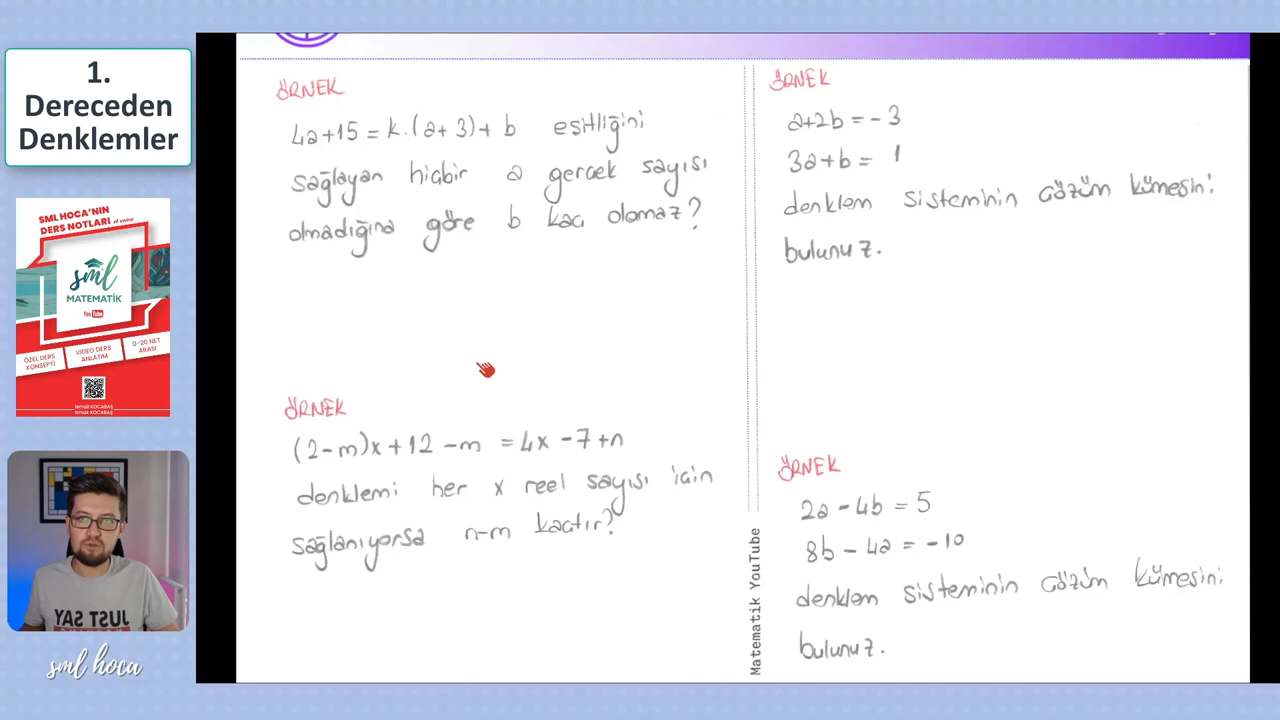 1.
Dereceden
Denklemler
SML HOCA'NIN
DERS NOTLARI
sml
MATEMATİK
YouTube
ÖZEL DERS
KONSEPTİ
VIDEO DERS
ANLATIM
0-20 NET
ARASI
İsmail KOCABAŞ
Irmak KOCABAŞ
JUST SAY
sml hoca
ÖRNEK
4a+15 = k.(a+3)+ b eşitliğini
sağlayan hiçbir a gerçek sayısı
olmadığına göre b kaç olamaz?
ÖRNEK
(2-m)x+12-m = 4x-7+n
denklemi her x reel sayısı için
sağlanıyorsa n-m kaçtır?
Matematik YouTube
ÖRNEK
a+2b = -3
3a+b = 1
denklem sisteminin çözüm kümesini
bulunuz.
ÖRNEK
2a - 4b = 5
8b - 4a = -10
denklem sisteminin çözüm kümesini
bulunuz.